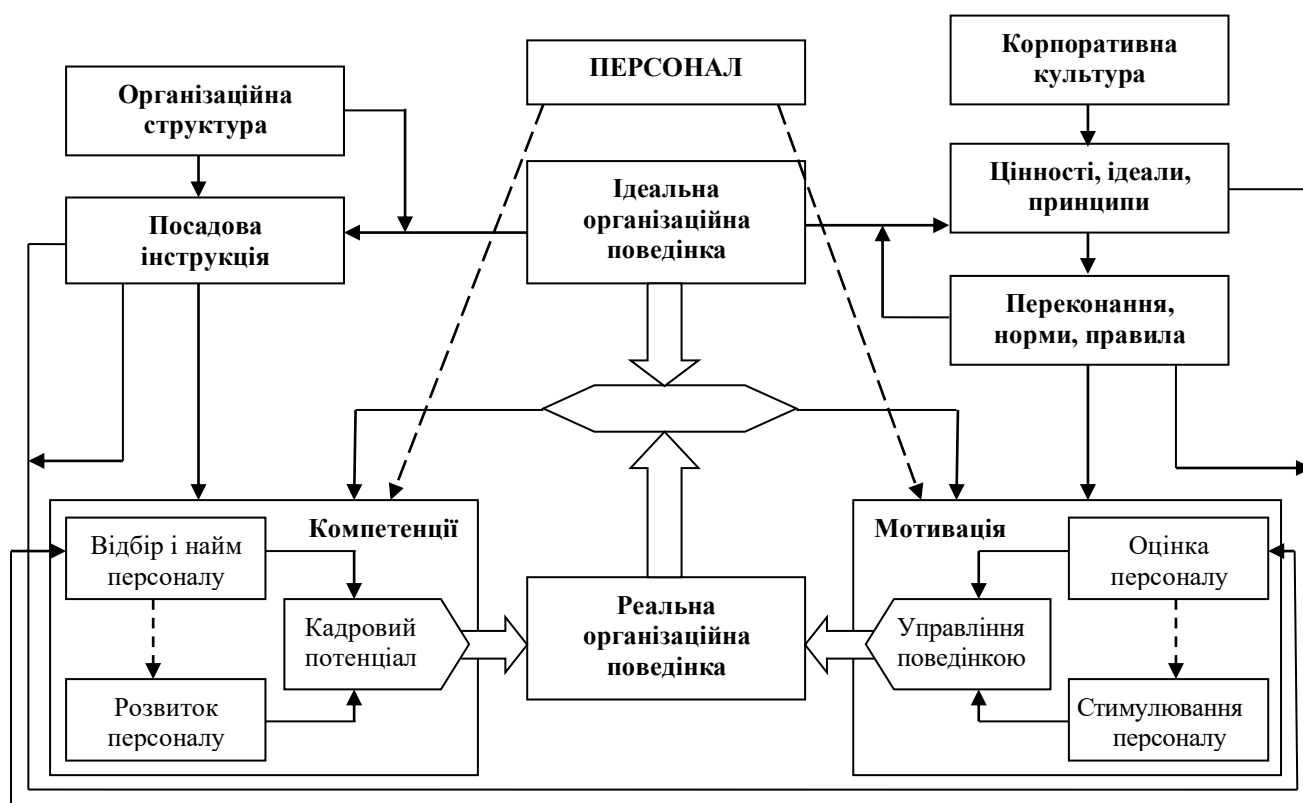 ПЕРСОНАЛ
Корпоративна
культура
Організаційна
структура
Ідеальна
організаційна
поведінка
Цінності, ідеали,
принципи
Посадова
інструкція
Переконання,
норми, правила
Компетенції
Мотивація
Відбір і найм
персоналу
Оцінка
персоналу
Кадровий
потенціал
Реальна
організаційна
поведінка
Управління
поведінкою
Розвиток
персоналу
Стимулювання
персоналу